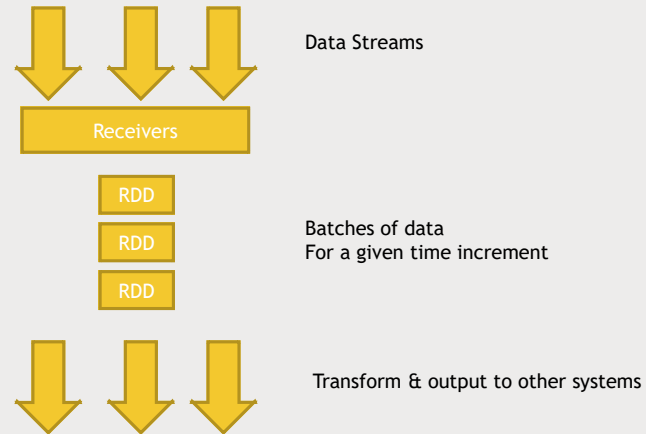 Data Streams
Receivers
RDD
RDD
RDD
Batches of data
For a given time increment
Transform & output to other systems